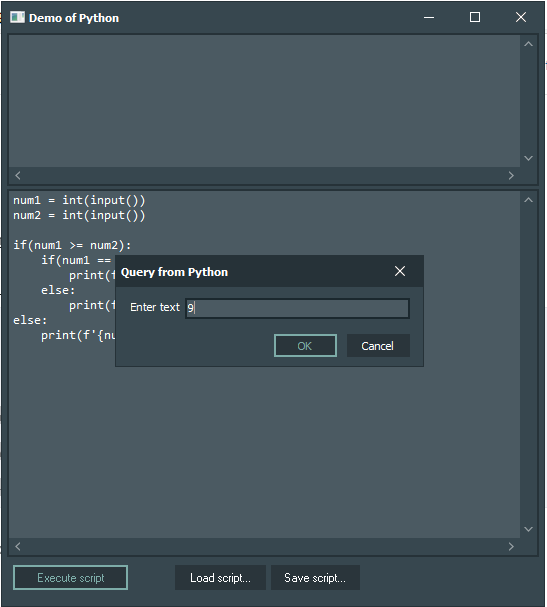 Demo of Python
num1 = int(input())
num2 = int(input())
if(num1 >= num2):
if(num1 ==
print(f
else:
print(f
else:
print(f'{nu
Query from Python
Enter text 9
OK Cancel
Execute script Load script... Save script...